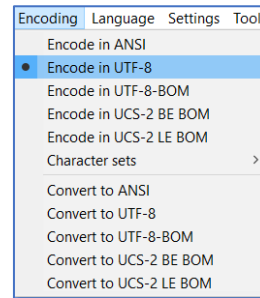 Encoding Language Settings Tool
Encode in ANSI
Encode in UTF-8
Encode in UTF-8-BOM
Encode in UCS-2 BE BOM
Encode in UCS-2 LE BOM
Character sets
Convert to ANSI
Convert to UTF-8
Convert to UTF-8-BOM
Convert to UCS-2 BE BOM
Convert to UCS-2 LE BOM